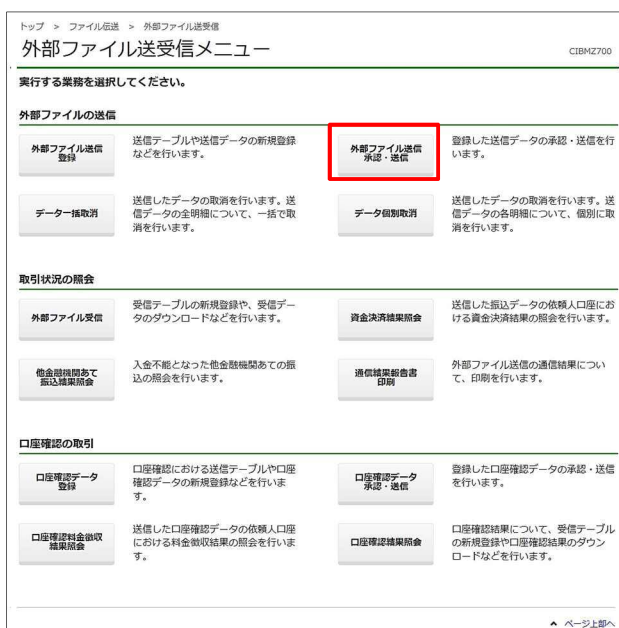 トップ > ファイル伝送 > 外部ファイル送受信
外部ファイル送受信メニュー
CIBMZ700
実行する業務を選択してください。
外部ファイルの送信
外部ファイル送信
登録
送信テーブルや送信データの新規登録
などを行います。
外部ファイル送信
承認・送信
登録した送信データの承認・送信を行
います。
データ一括取消
送信したデータの取消を行います。送
信データの全明細について、一括で取
消を行います。
データ個別取消
送信したデータの取消を行います。送
信データの各明細について、個別に取
消を行います。
取引状況の照会
外部ファイル受信
受信テーブルの新規登録や、受信デー
タのダウンロードなどを行います。
資金決済結果照会
送信した振込データの依頼人口座にお
ける資金決済結果の照会を行います。
他金融機関あて
振込結果照会
入金不能となった他金融機関あての振
込の照会を行います。
通信結果報告書
印刷
外部ファイル送信の通信結果につい
て、印刷を行います。
口座確認の取引
口座確認データ
登録
口座確認における送信テーブルや口座
確認データの新規登録などを行いま
す。
口座確認データ
承認・送信
登録した口座確認データの承認・送信
を行います。
口座確認料金徴収
結果照会
送信した口座確認データの依頼人口座
における料金徴収結果の照会を行いま
す。
口座確認結果照会
口座確認結果について、受信テーブル
の新規登録や口座確認結果のダウン
ロードなどを行います。
ページ上部へ